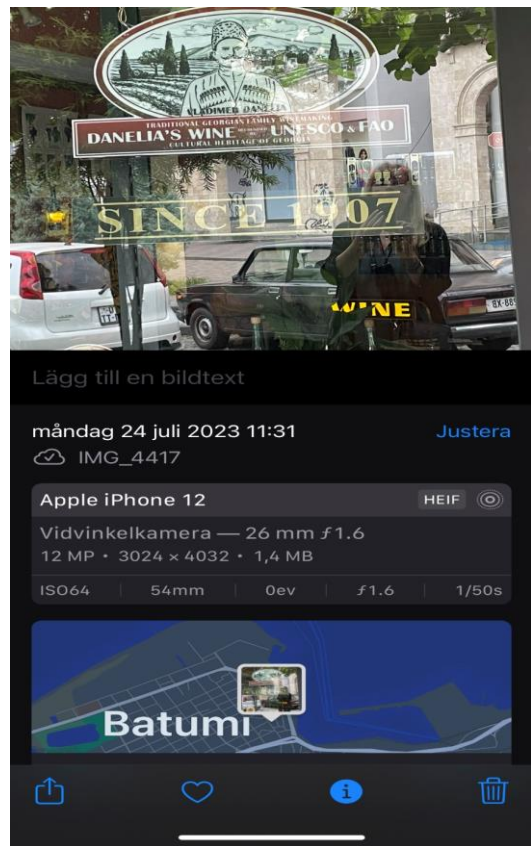 VLADIMER DANELIA
TRADITIONAL GEORGIAN FAMILY WINEMAKING
DANELIA'S WINE UNESCO & FAO
CULTURAL HERITAGE OF GEORGIA
SINCE 1907
WINE
Lägg till en bildtext
måndag 24 juli 2023 11:31
Justera
IMG_4417
Apple iPhone 12
HEIF
Vidvinkelkamera — 26 mm ƒ1.6
12 MP • 3024 × 4032 • 1,4 MB
ISO64 54mm 0ev ƒ1.6 1/50s
Batumi